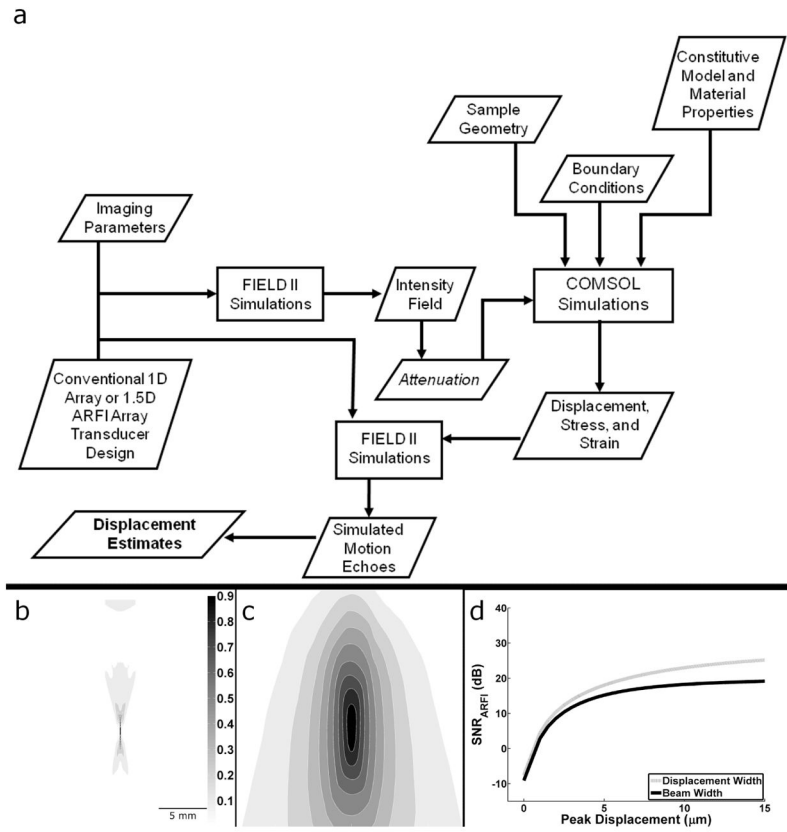 a
Constitutive
Model and
Material
Properties
Sample
Geometry
Boundary
Conditions
Imaging
Parameters
FIELD II
Simulations
Intensity
Field
COMSOL
Simulations
Attenuation
Conventional 1D
Array or 1.5D
ARFI Array
Transducer
Design
Displacement,
Stress, and
Strain
FIELD II
Simulations
Displacement
Estimates
Simulated
Motion
Echoes
b
0.9
0.8
0.7
0.6
0.5
0.4
0.3
0.2
0.1
5 mm
c
d
40
30
20
10
0
-10
SNR_ARFI (dB)
Displacement Width
Beam Width
0
5
10
15
Peak Displacement (μm)